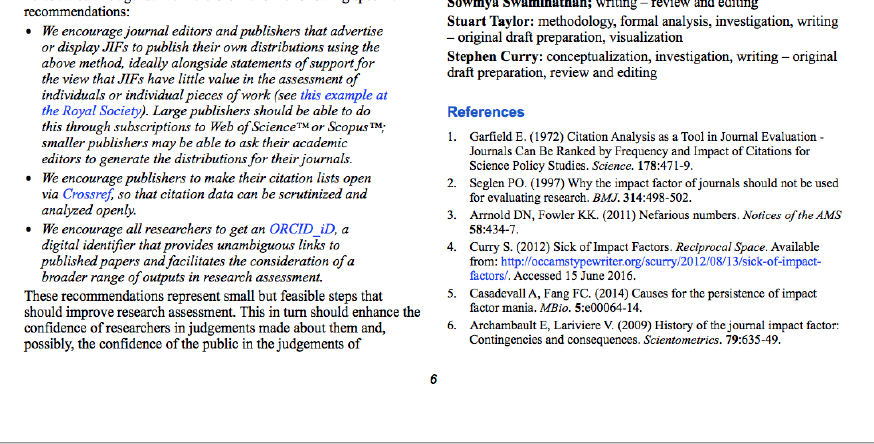 recommendations:
• We encourage journal editors and publishers that advertise
or display JIFs to publish their own distributions using the
above method, ideally alongside statements of support for
the view that JIFs have little value in the assessment of
individuals or individual pieces of work (see this example at
the Royal Society). Large publishers should be able to do
this through subscriptions to Web of Science™ or Scopus™;
smaller publishers may be able to ask their academic
editors to generate the distributions for their journals.
• We encourage publishers to make their citation lists open
via Crossref, so that citation data can be scrutinized and
analyzed openly.
• We encourage all researchers to get an ORCID_iD, a
digital identifier that provides unambiguous links to
published papers and facilitates the consideration of a
broader range of outputs in research assessment.
These recommendations represent small but feasible steps that
should improve research assessment. This in turn should enhance the
confidence of researchers in judgements made about them and,
possibly, the confidence of the public in the judgements of
Sowmya Swaminathan; writing – review and editing
Stuart Taylor: methodology, formal analysis, investigation, writing
– original draft preparation, visualization
Stephen Curry: conceptualization, investigation, writing – original
draft preparation, review and editing
References
1. Garfield E. (1972) Citation Analysis as a Tool in Journal Evaluation -
Journals Can Be Ranked by Frequency and Impact of Citations for
Science Policy Studies. Science. 178:471-9.
2. Seglen PO. (1997) Why the impact factor of journals should not be used
for evaluating research. BMJ. 314:498-502.
3. Arrnold DN, Fowler KK. (2011) Nefarious numbers. Notices of the AMS
58:434-7.
4. Curry S. (2012) Sick of Impact Factors. Reciprocal Space. Available
from: http://occamstypewriter.org/scurry/2012/08/13/sick-of-impact-
factors/. Accessed 15 June 2016.
5. Casadevall A, Fang FC. (2014) Causes for the persistence of impact
factor mania. MBio. 5:e00064-14.
6. Archambault E, Lariviere V. (2009) History of the journal impact factor:
Contingencies and consequences. Scientometrics. 79:635-49.
6